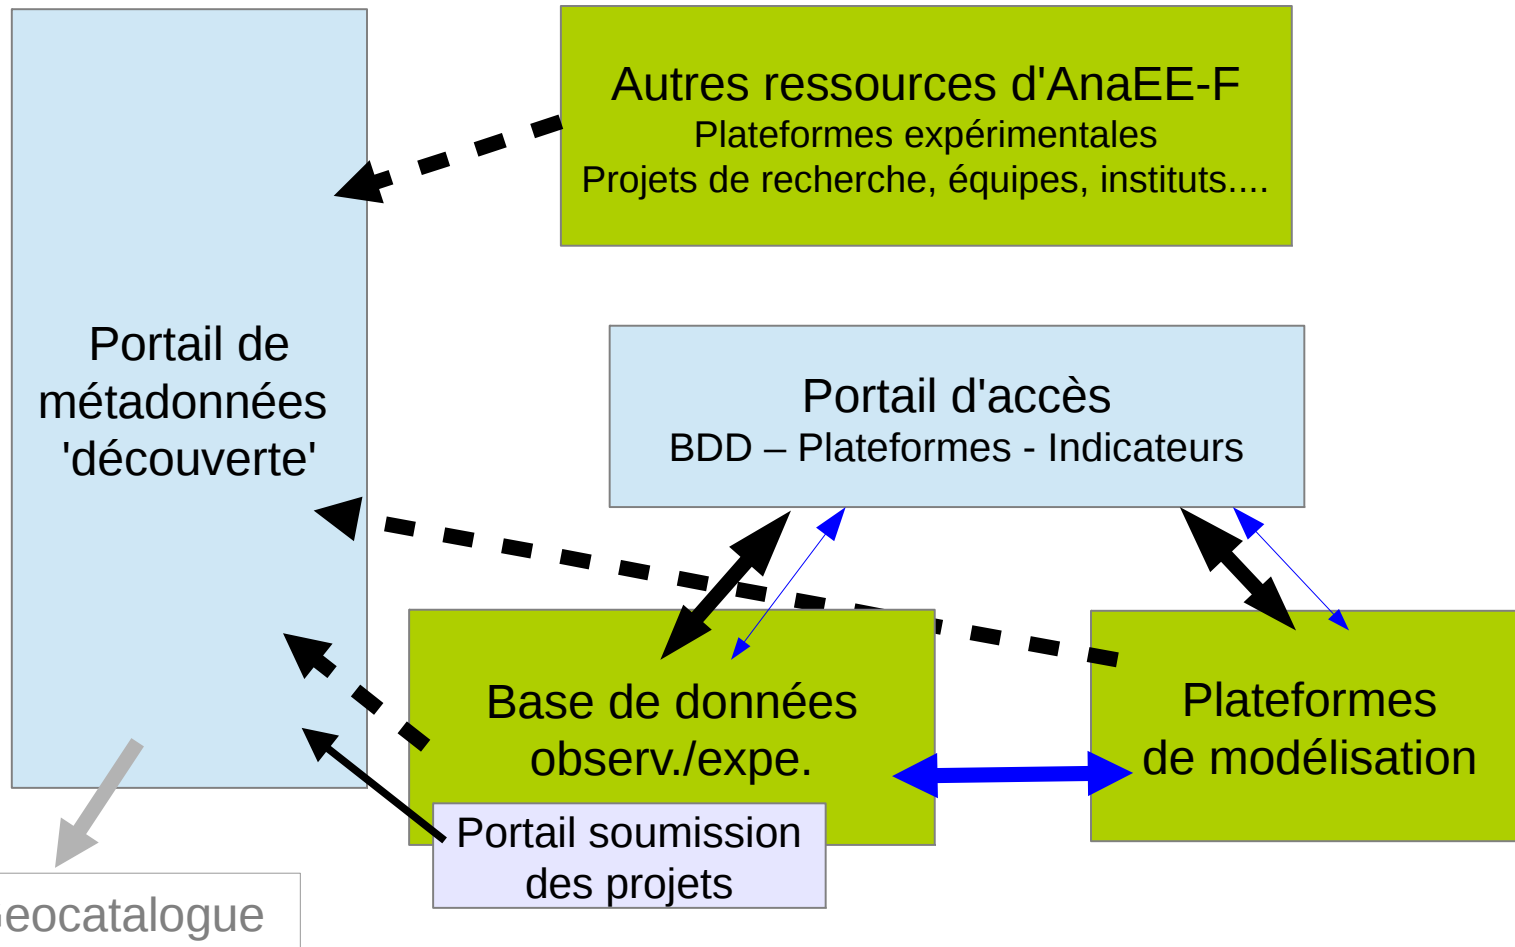 Autres ressources d'AnaEE-F
Plateformes expérimentales
Projets de recherche, équipes, instituts....
Portail de
métadonnées
'découverte'
Portail d'accès
BDD – Plateformes - Indicateurs
Base de données
observ./expe.
Plateformes
de modélisation
Portail soumission
des projets
eocatalogue